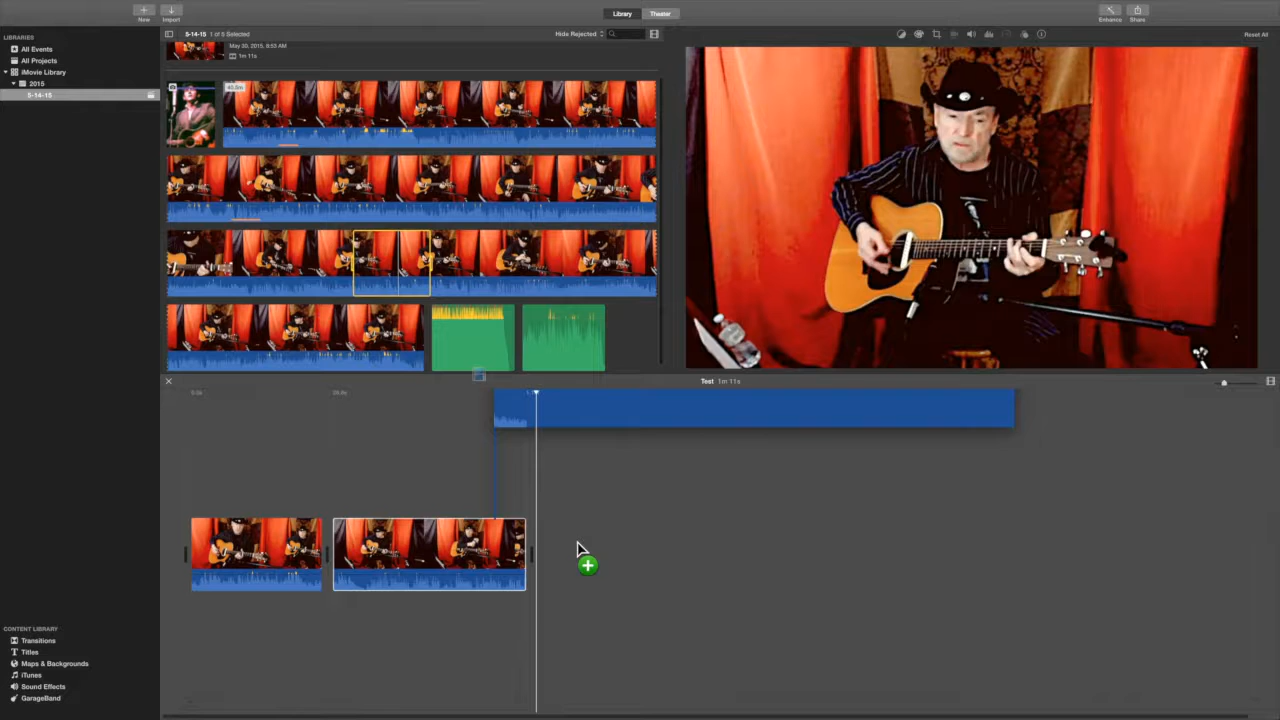 New
Import
Library
Theater
Enhance
Share
LIBRARIES
All Events
All Projects
iMovie Library
2015
5-14-15
5-14-15 1 of 5 Selected
Hide Rejected
Reset All
May 30, 2015, 8:53 AM
1m 11s
Test 1m 11s
CONTENT LIBRARY
Transitions
T Titles
Maps & Backgrounds
iTunes
Sound Effects
GarageBand